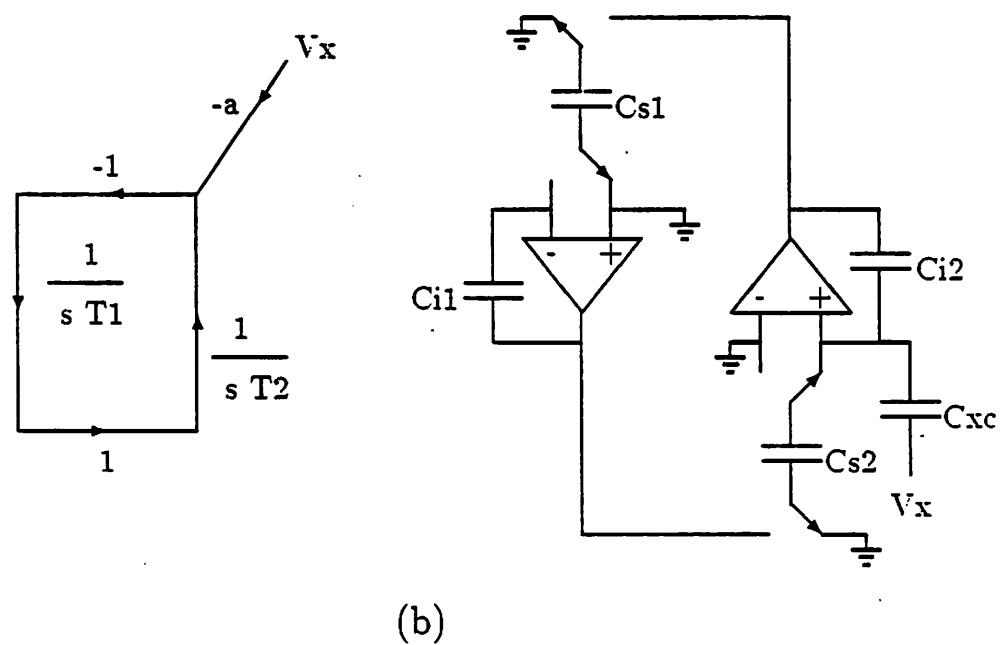 Vx
-a
-1
1
s T1
1
s T2
1
Cs1
-
+
Ci1
Ci2
-
+
Cxc
Cs2
Vx
(b)